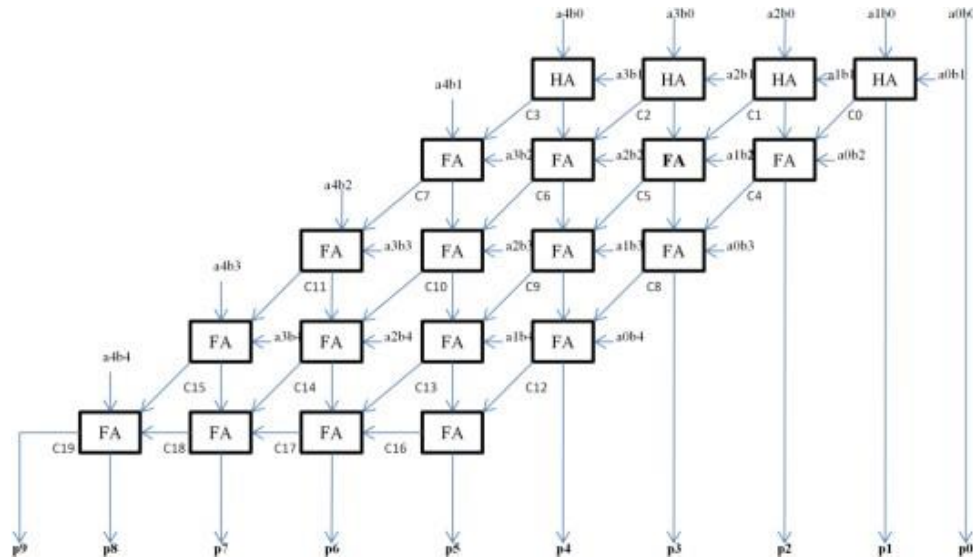 a4b0 a3b0 a2b0 a1b0 a0b0
HA a3b1 HA a2b1 HA a1b1 HA a0b1
a4b1
C3 C2 C1 C0
FA a3b2 FA a2b2 FA a1b2 FA a0b2
a4b2
C7 C6 C5 C4
FA a3b3 FA a2b3 FA a1b3 FA a0b3
a4b3
C11 C10 C9 C8
FA a3b4 FA a2b4 FA a1b4 FA a0b4
a4b4
C15 C14 C13 C12
FA FA FA FA
C19 C18 C17 C16
p9 p8 p7 p6 p5 p4 p3 p2 p1 p0